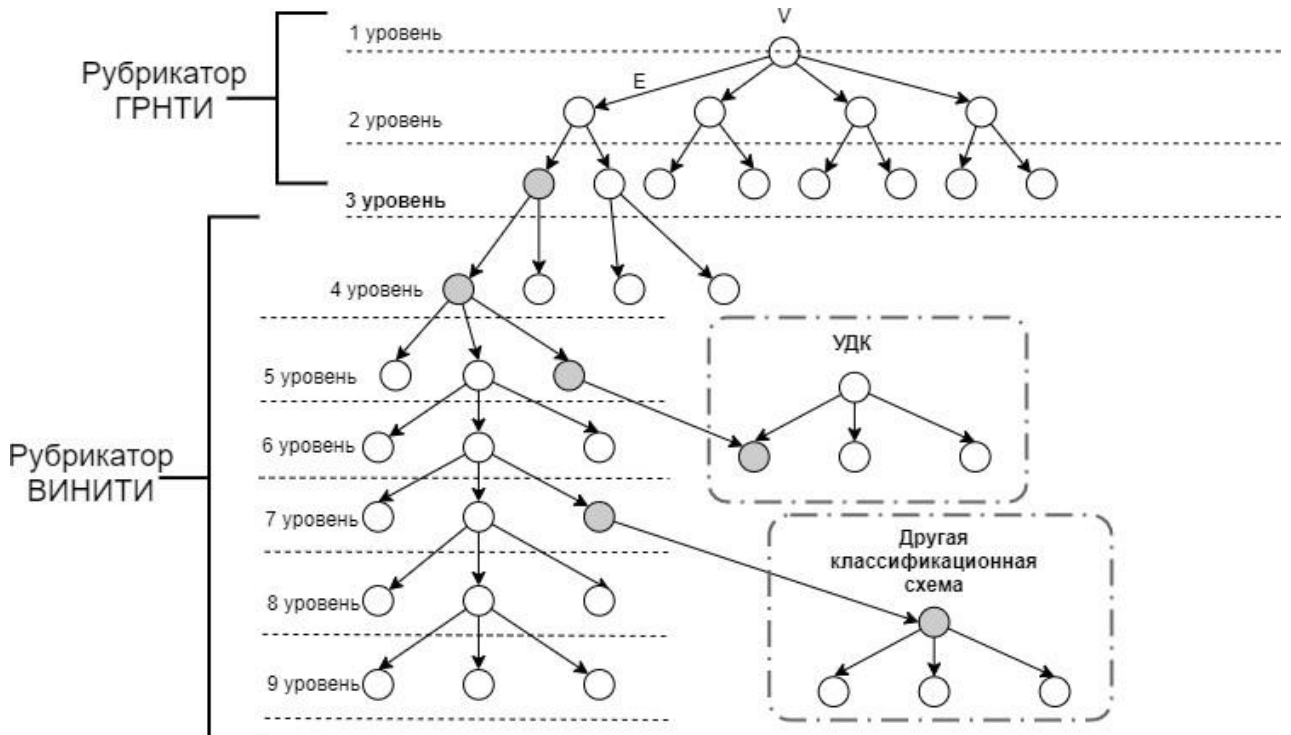 V
1 уровень
Рубрикатор
ГРНТИ
E
2 уровень
3 уровень
4 уровень
УДК
5 уровень
6 уровень
Рубрикатор
ВИНИТИ
7 уровень
Другая
классификационная
схема
8 уровень
9 уровень